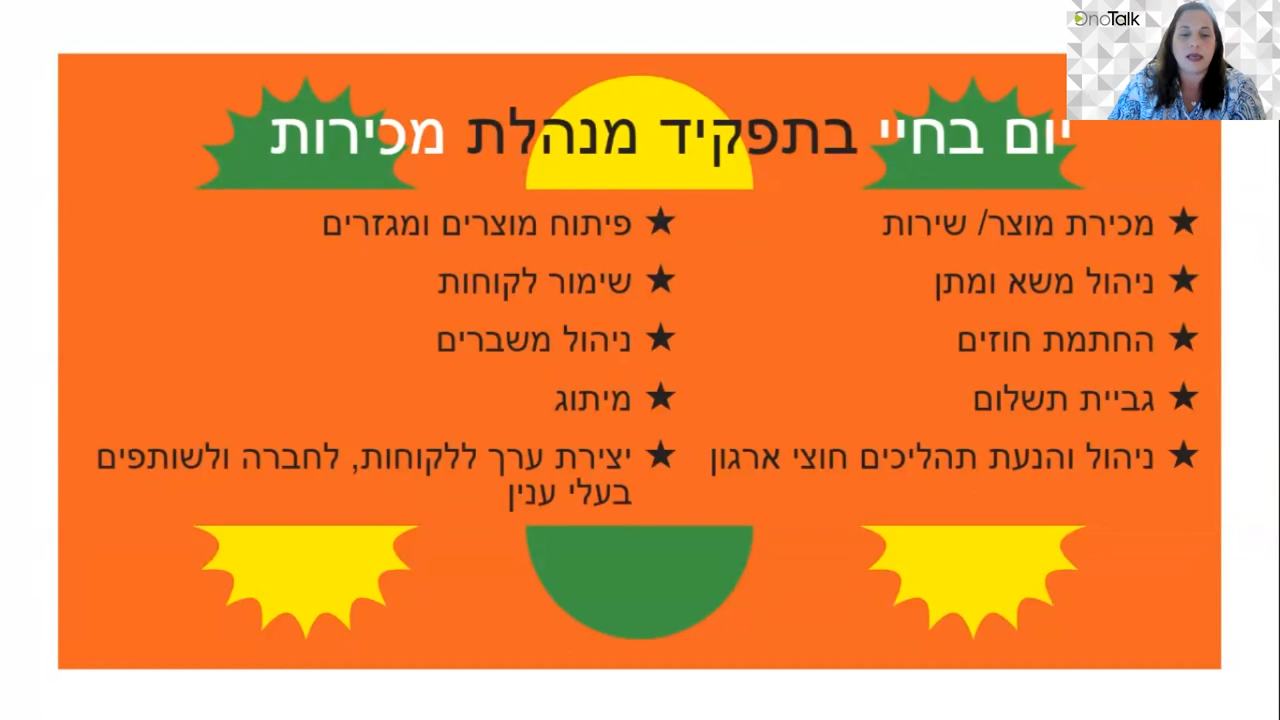 OnoTalk
יום בחיי בתפקיד מנהלת מכירות
מכירת מוצר/ שירות
ניהול משא ומתן
החתמת חוזים
גביית תשלום
ניהול והנעת תהליכים חוצי ארגון
פיתוח מוצרים ומגזרים
שימור לקוחות
ניהול משברים
מיתוג
יצירת ערך ללקוחות, לחברה ולשותפים
בעלי ענין